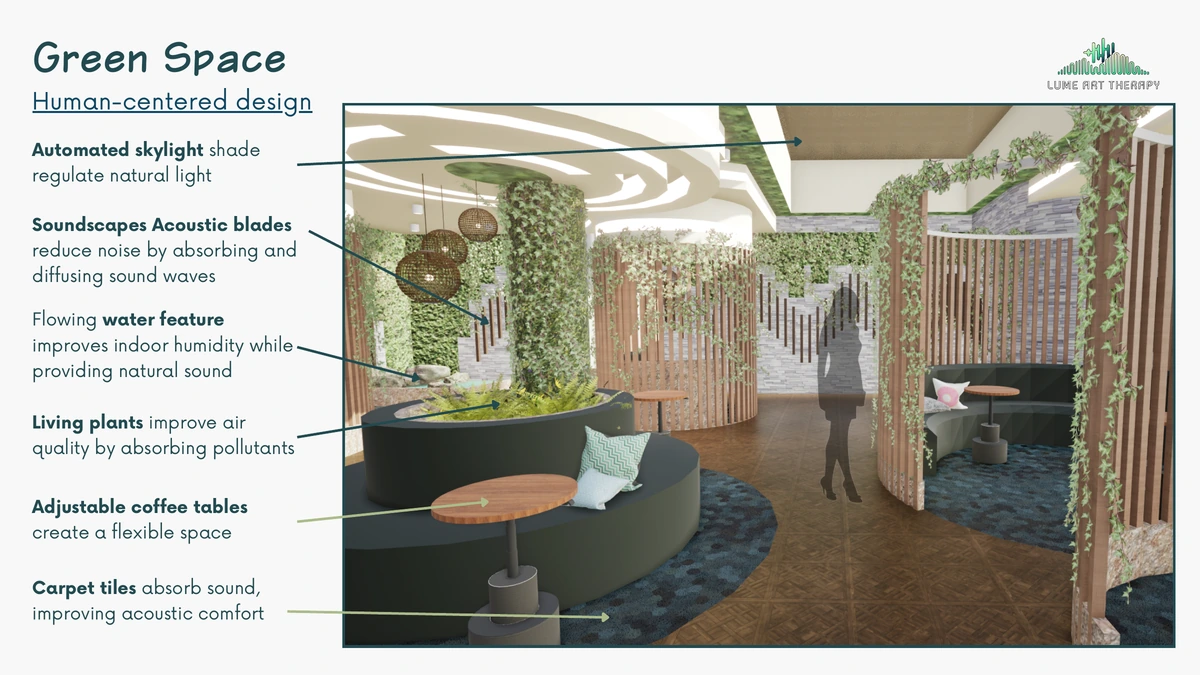 Green Space
Human-centered design
LUME ART THERAPY
Automated skylight shade
regulate natural light
Soundscapes Acoustic blades
reduce noise by absorbing and
diffusing sound waves
Flowing water feature
improves indoor humidity while
providing natural sound
Living plants improve air
quality by absorbing pollutants
Adjustable coffee tables
create a flexible space
Carpet tiles absorb sound,
improving acoustic comfort